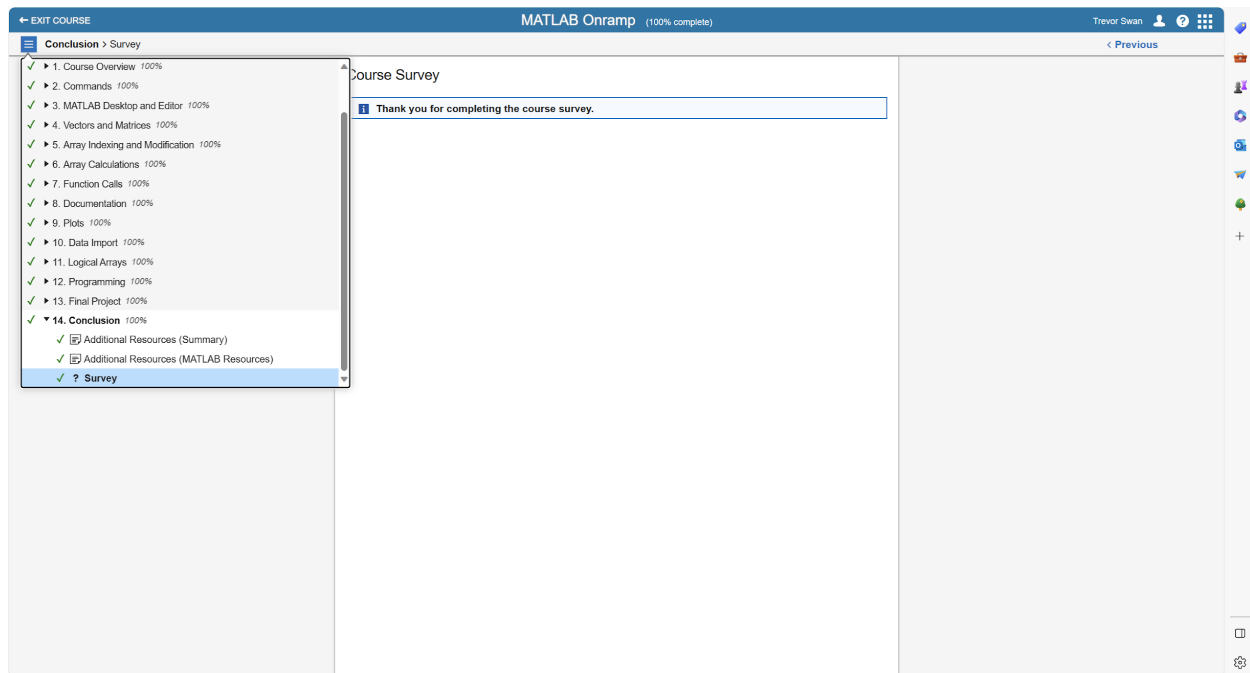 EXIT COURSE
MATLAB Onramp (100% complete)
Trevor Swan
Conclusion > Survey
< Previous
1. Course Overview 100%
2. Commands 100%
3. MATLAB Desktop and Editor 100%
4. Vectors and Matrices 100%
5. Array Indexing and Modification 100%
6. Array Calculations 100%
7. Function Calls 100%
8. Documentation 100%
9. Plots 100%
10. Data Import 100%
11. Logical Arrays 100%
12. Programming 100%
13. Final Project 100%
14. Conclusion 100%
Additional Resources (Summary)
Additional Resources (MATLAB Resources)
? Survey
Course Survey
Thank you for completing the course survey.